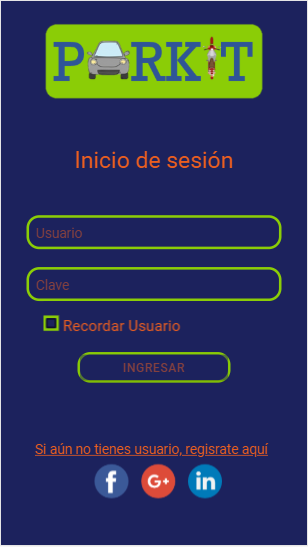 PARKIT
Inicio de sesión
Usuario
Clave
Recordar Usuario
INGRESAR
Si aún no tienes usuario, regisrate aquí
f G+ in